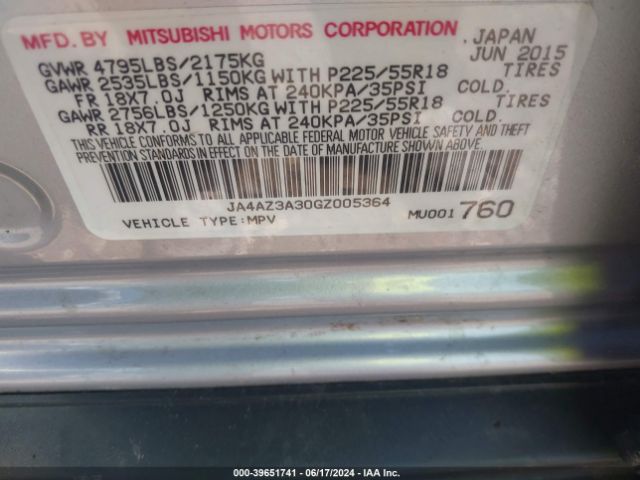 MFD. BY MITSUBISHI MOTORS CORPORATION. JAPAN
JUN 2015
GVWR 4795LBS/2175KG
GAWR 2535LBS/1150KG WITH P225/55R18 TIRES
FR 18X7.0J RIMS AT 240KPA/35PSI COLD.
GAWR 2756LBS/1250KG WITH P225/55R18 TIRES
RR 18X7.0J RIMS AT 240KPA/35PSI COLD.
THIS VEHICLE CONFORMS TO ALL APPLICABLE FEDERAL MOTOR VEHICLE SAFETY AND THEFT
PREVENTION STANDARDS IN EFFECT ON THE DATE OF MANUFACTURE SHOWN ABOVE.
JA4AZ3A30GZ005364
VEHICLE TYPE:MPV MU001 760
000-39651741 - 06/17/2024 - IAA Inc.